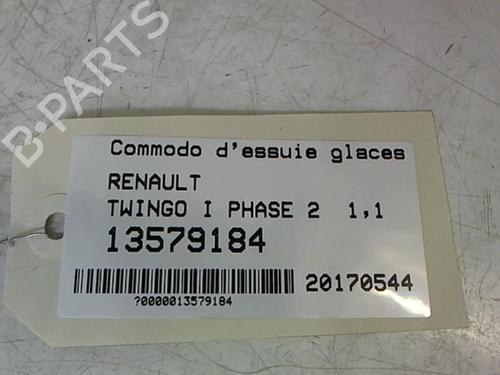 B-PARTS
Commodo d'essuie glaces
RENAULT
TWINGO I PHASE 2 1,1
13579184
20170544
?0000013579184